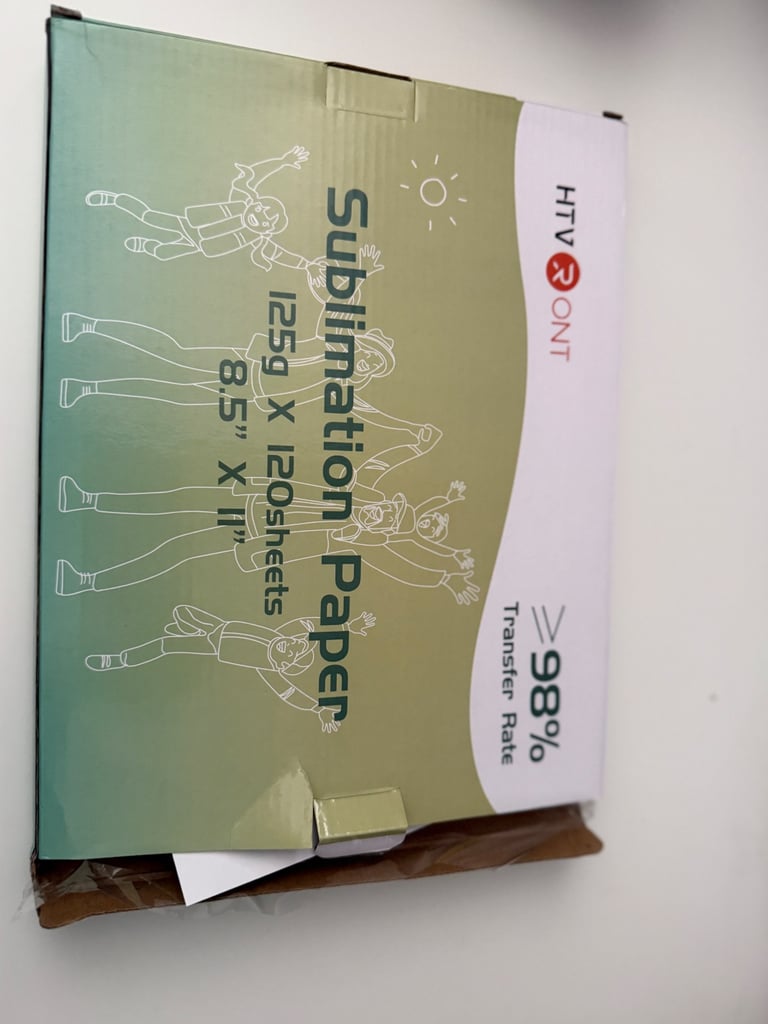 HTVRONT
≥98%
Transfer Rate
Sublimation Paper
125g X 120sheets
8.5" X 11"